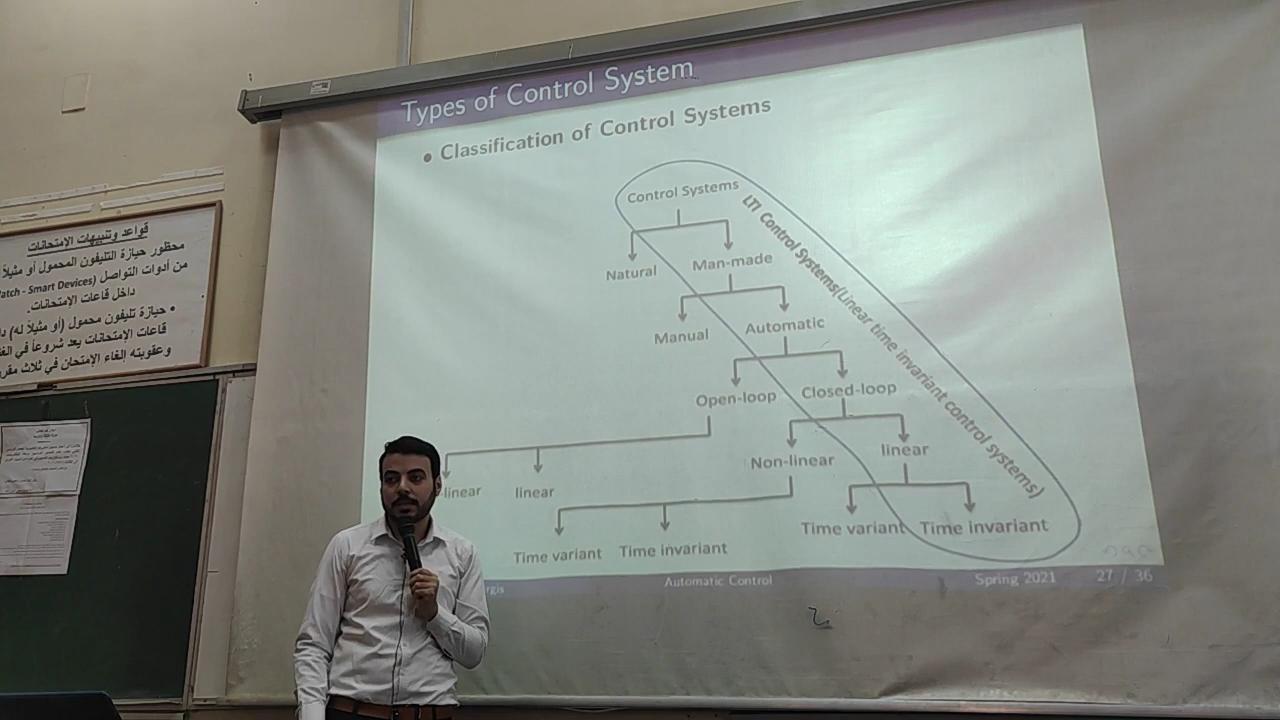 Types of Control System
• Classification of Control Systems
Control Systems
LTI Control Systems(Linear time invariant control systems)
Natural
Man-made
Manual
Automatic
Open-loop
Closed-loop
Non-linear
linear
linear
linear
Time variant
Time invariant
Time variant
Time invariant
rgis
Automatic Control
Spring 2021
27 / 36
قواعد وتنبيهات الإمتحانات
محظور حيازة التليفون المحمول أو مثيلاً
من أدوات التواصل (atch - Smart Devices
داخل قاعات الإمتحانات.
• حيازة تليفون محمول (أو مثيلاً له) دا
قاعات الإمتحانات يعد شروعاً في الغ
وعقوبته إلغاء الإمتحان في ثلاث مقر